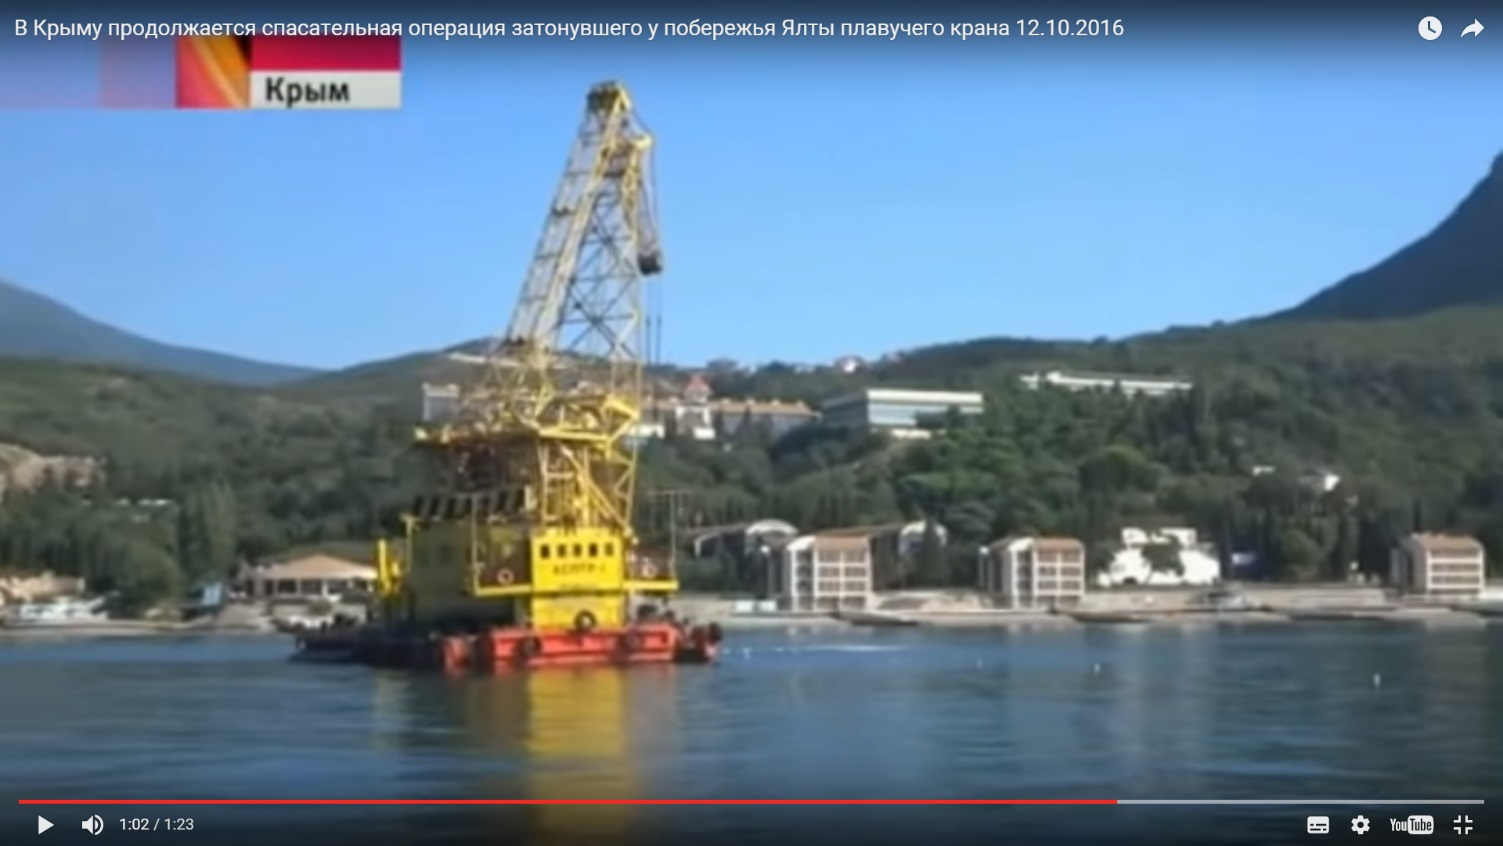 В Крыму продолжается спасательная операция затонувшего у побережья Ялты плавучего крана 12.10.2016
Крым
1:02 / 1:23
YouTube